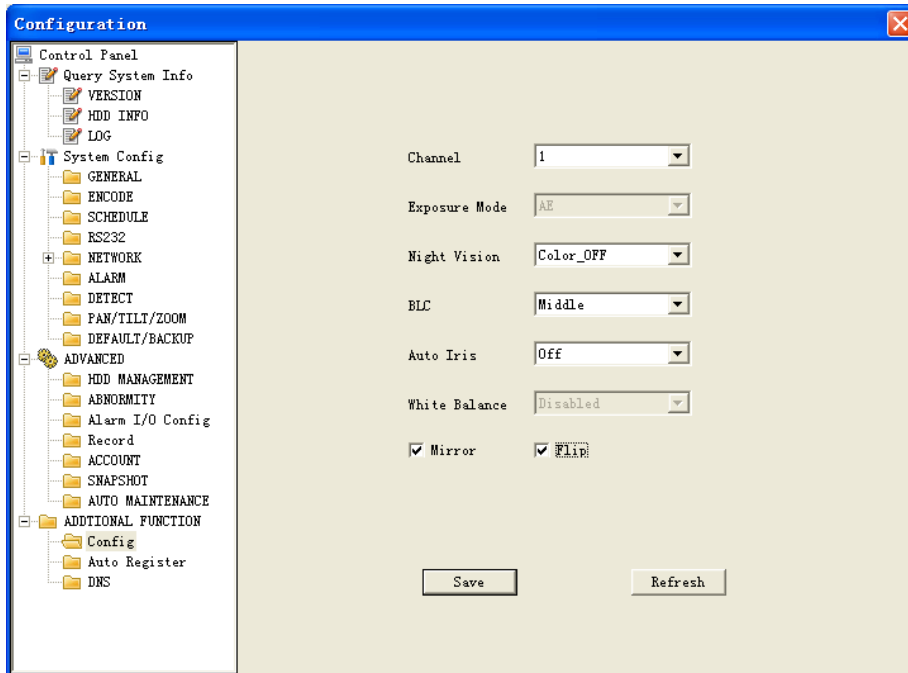 Configuration
Control Panel
Query System Info
VERSION
HDD INFO
LOG
System Config
GENERAL
ENCODE
SCHEDULE
RS232
NETWORK
ALARM
DETECT
PAN/TILT/ZOOM
DEFAULT/BACKUP
ADVANCED
HDD MANAGEMENT
ABNORMITY
Alarm I/O Config
Record
ACCOUNT
SNAPSHOT
AUTO MAINTENANCE
ADDTIONAL FUNCTION
Config
Auto Register
DNS
Channel 1
Exposure Mode AE
Night Vision Color_OFF
BLC Middle
Auto Iris Off
White Balance Disabled
Mirror Flip
Save Refresh